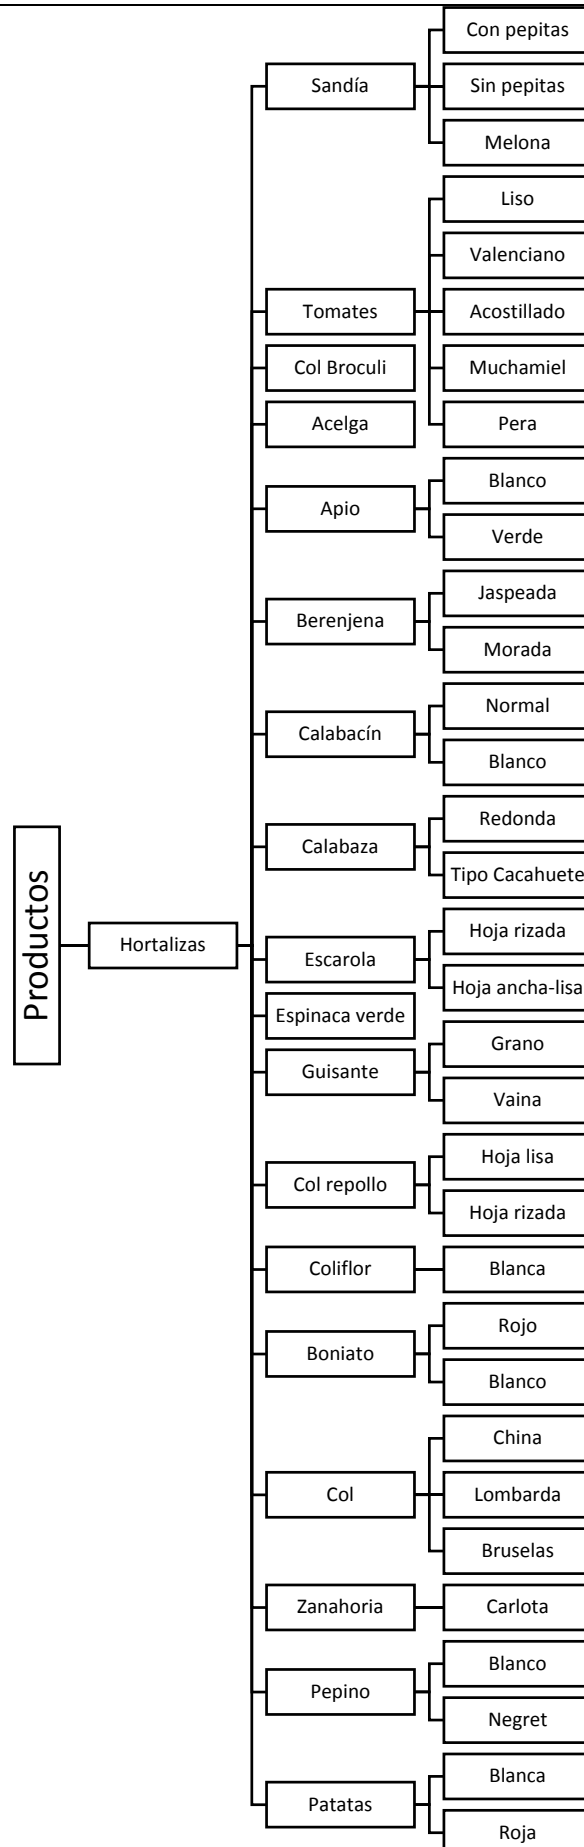 Productos
Hortalizas
Sandía
Con pepitas
Sin pepitas
Melona
Tomates
Liso
Valenciano
Acostillado
Muchamiel
Pera
Col Broculi
Acelga
Apio
Blanco
Verde
Berenjena
Jaspeada
Morada
Calabacín
Normal
Blanco
Calabaza
Redonda
Tipo Cacahuete
Escarola
Hoja rizada
Hoja ancha-lisa
Espinaca verde
Guisante
Grano
Vaina
Col repollo
Hoja lisa
Hoja rizada
Coliflor
Blanca
Boniato
Rojo
Blanco
Col
China
Lombarda
Bruselas
Zanahoria
Carlota
Pepino
Blanco
Negret
Patatas
Blanca
Roja